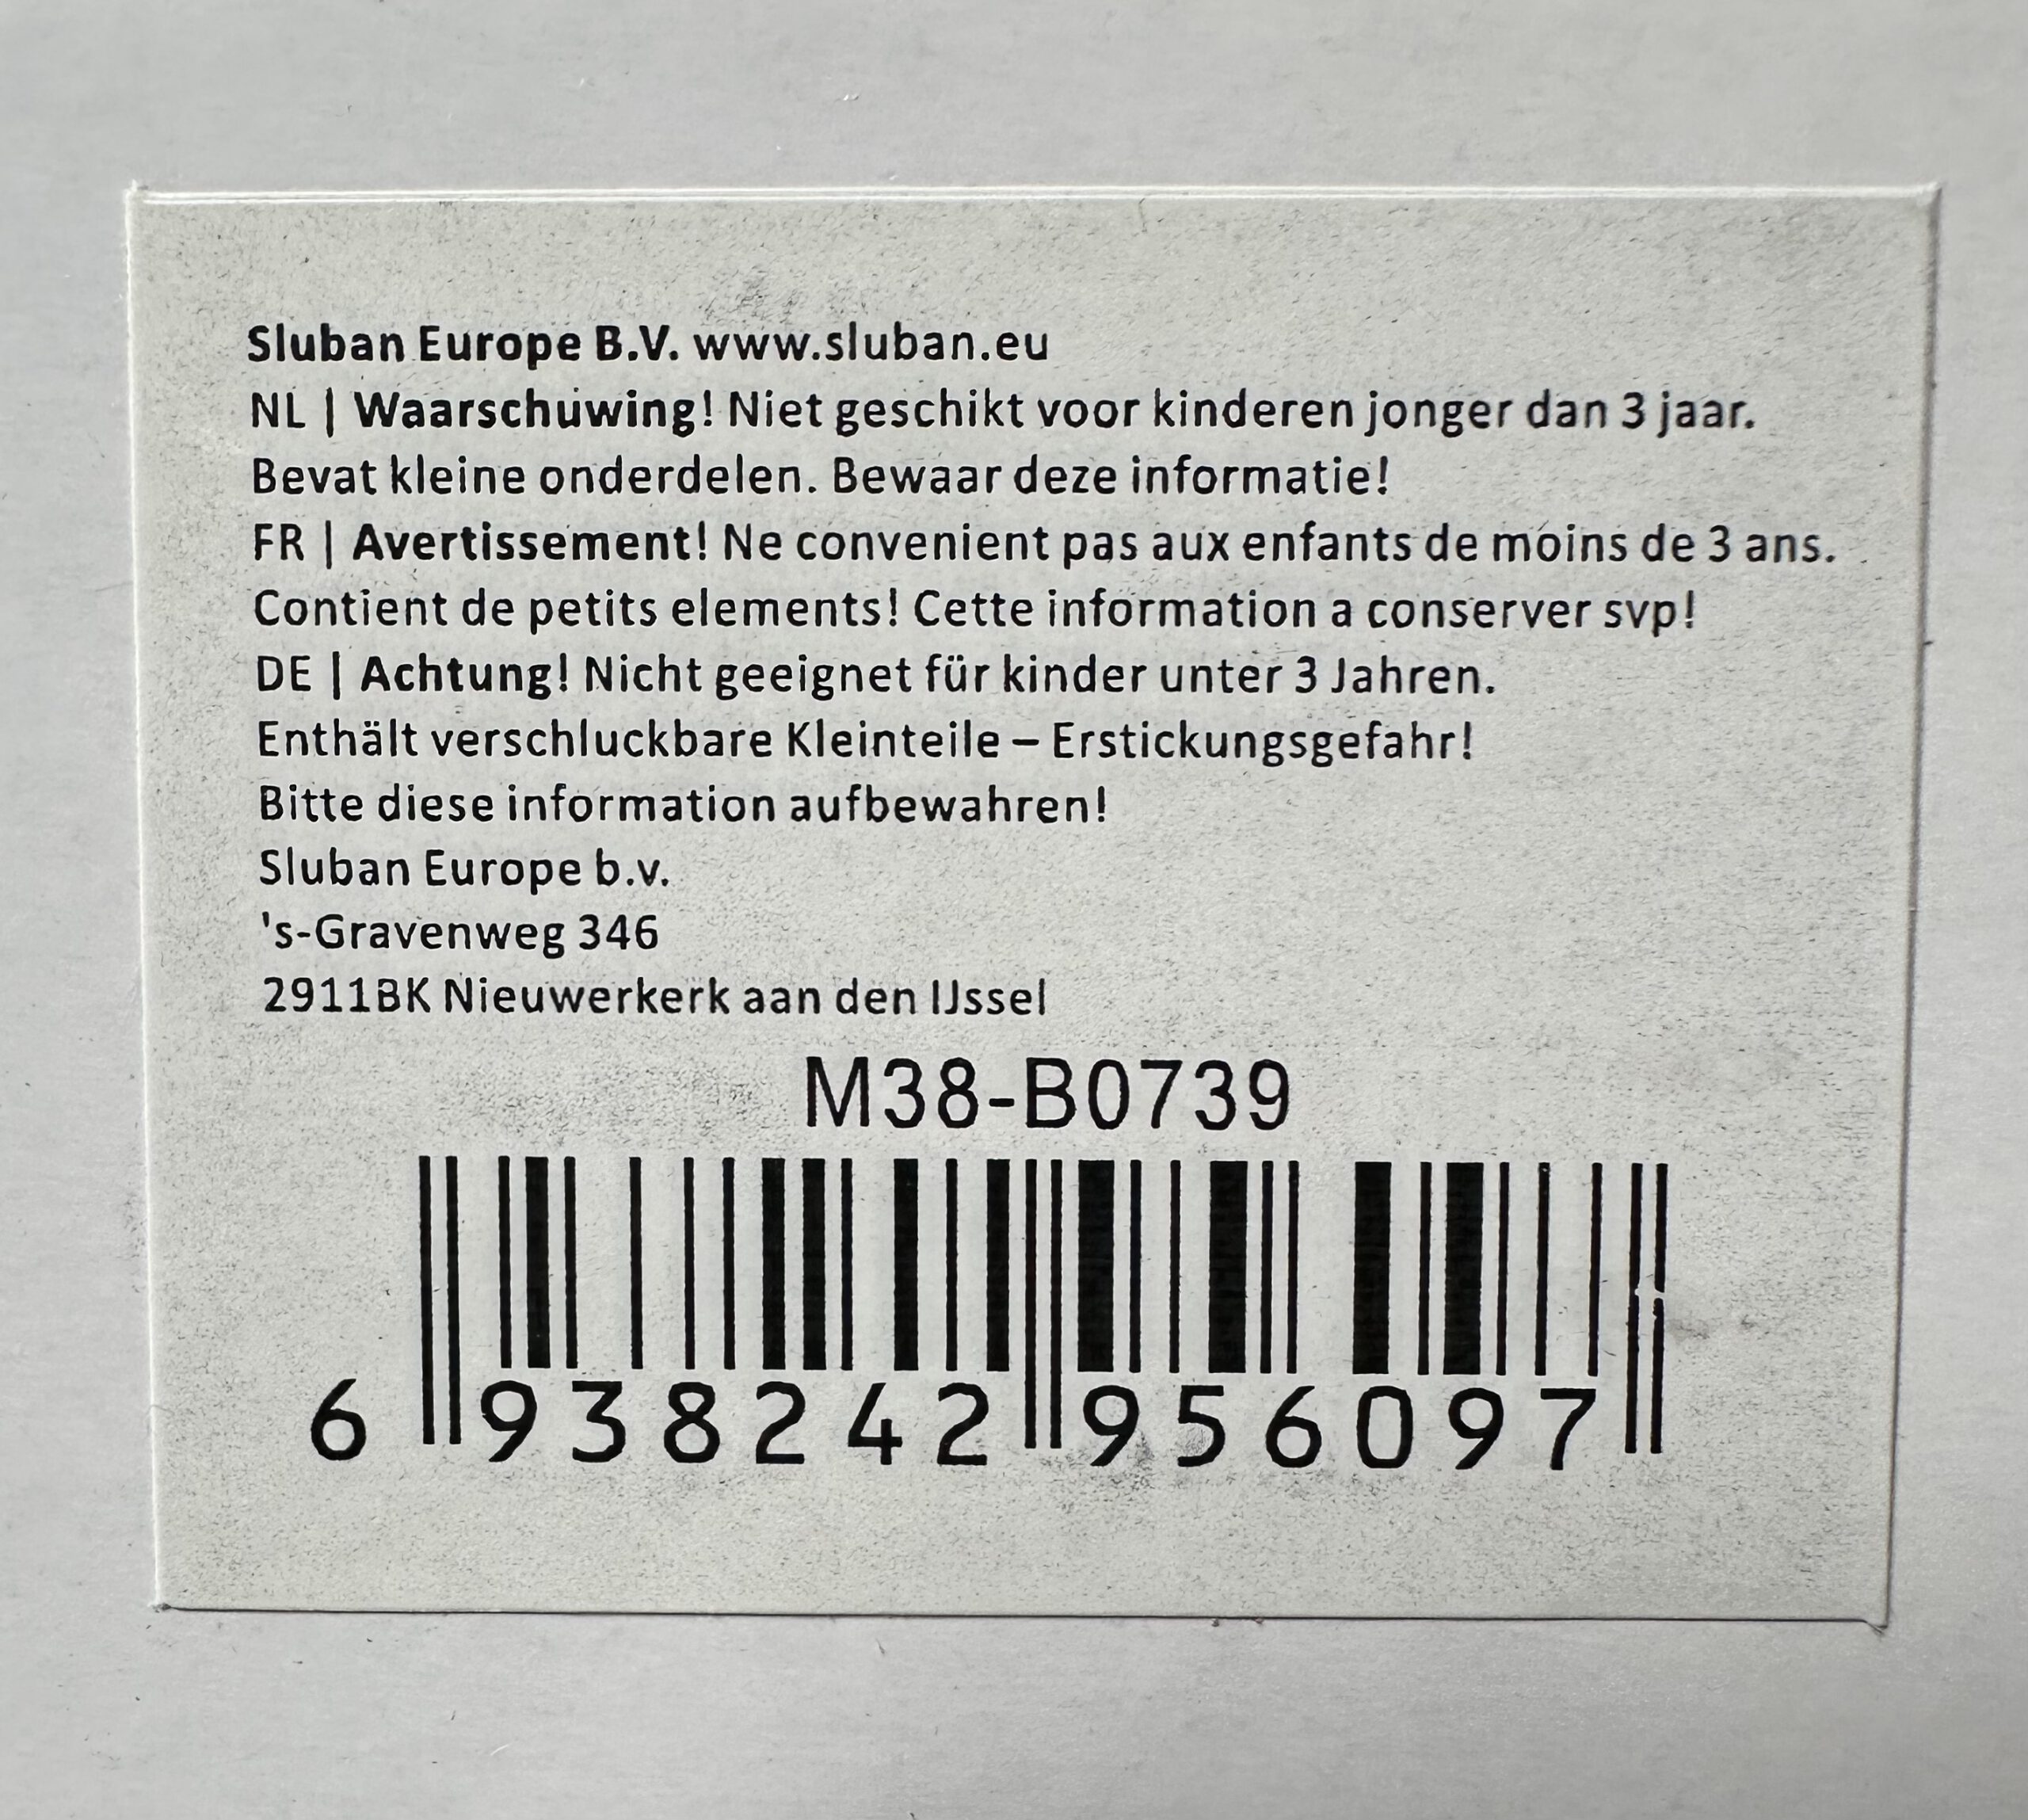 Sluban Europe B.V. www.sluban.eu
NL | Waarschuwing! Niet geschikt voor kinderen jonger dan 3 jaar.
Bevat kleine onderdelen. Bewaar deze informatie!
FR | Avertissement! Ne convenient pas aux enfants de moins de 3 ans.
Contient de petits elements! Cette information a conserver svp!
DE | Achtung! Nicht geeignet für kinder unter 3 Jahren.
Enthält verschluckbare Kleinteile – Erstickungsgefahr!
Bitte diese information aufbewahren!
Sluban Europe b.v.
's-Gravenweg 346
2911BK Nieuwerkerk aan den IJssel
M38-B0739
6 938242 956097